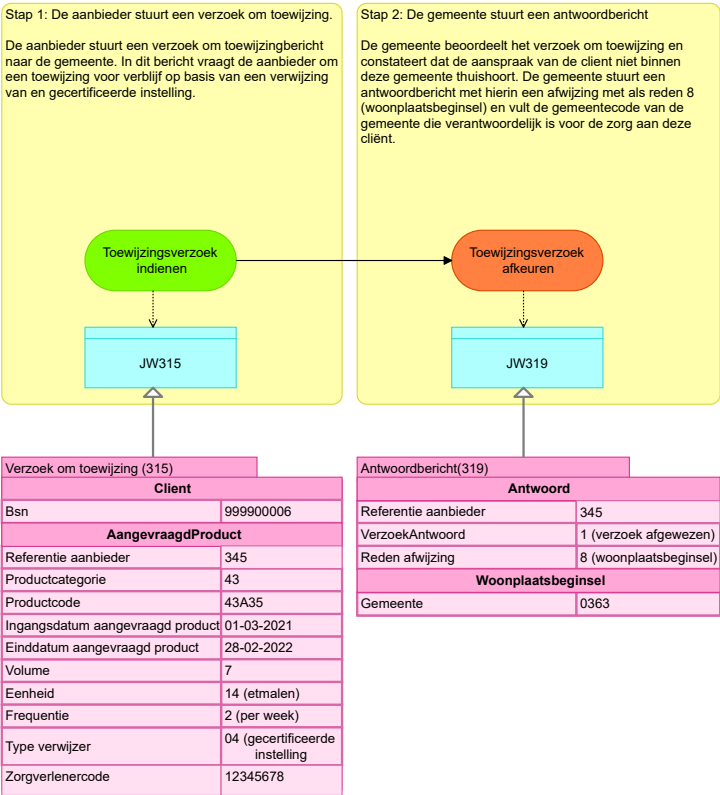 Stap 1: De aanbieder stuurt een verzoek om toewijzing.
De aanbieder stuurt een verzoek om toewijzingbericht
naar de gemeente. In dit bericht vraagt de aanbieder om
een toewijzing voor verblijf op basis van een verwijzing
van en gecertificeerde instelling.
Toewijzingsverzoek
indienen
JW315
Stap 2: De gemeente stuurt een antwoordbericht
De gemeente beoordeelt het verzoek om toewijzing en
constateert dat de aanspraak van de client niet binnen
deze gemeente thuishoort. De gemeente stuurt een
antwoordbericht met hierin een afwijzing met als reden 8
(woonplaatsbeginsel) en vult de gemeentecode van de
gemeente die verantwoordelijk is voor de zorg aan deze
cliënt.
Toewijzingsverzoek
afkeuren
JW319
Verzoek om toewijzing (315)
Client
Bsn 999900006
AangevraagdProduct
Referentie aanbieder 345
Productcategorie 43
Productcode 43A35
Ingangsdatum aangevraagd product 01-03-2021
Einddatum aangevraagd product 28-02-2022
Volume 7
Eenheid 14 (etmalen)
Frequentie 2 (per week)
Type verwijzer 04 (gecertificeerde
instelling
Zorgverlenercode 12345678
Antwoordbericht(319)
Antwoord
Referentie aanbieder 345
VerzoekAntwoord 1 (verzoek afgewezen)
Reden afwijzing 8 (woonplaatsbeginsel)
Woonplaatsbeginsel
Gemeente 0363